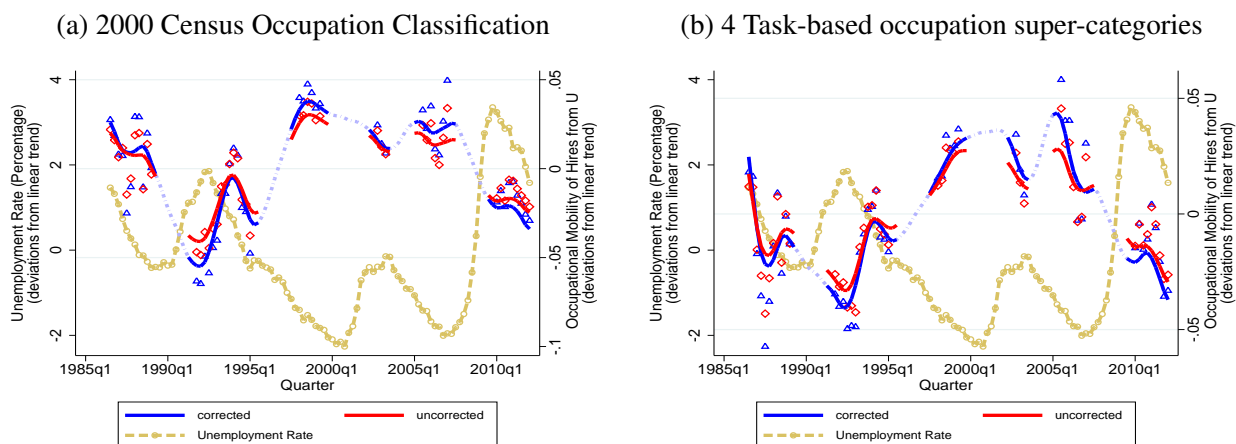 (a) 2000 Census Occupation Classification
Unemployment Rate (Percentage)
(deviations from linear trend)
4
2
0
-2
.05
0
-.05
-.1
Occupational Mobility of Hires from U
(deviations from linear trend)
1985q1 1990q1 1995q1 2000q1 2005q1 2010q1
Quarter
corrected uncorrected
Unemployment Rate
(b) 4 Task-based occupation super-categories
Unemployment Rate (Percentage)
(deviations from linear trend)
4
2
0
-2
.05
0
-.05
Occupational Mobility of Hires from U
(deviations from linear trend)
1985q1 1990q1 1995q1 2000q1 2005q1 2010q1
Quarter
corrected uncorrected
Unemployment Rate